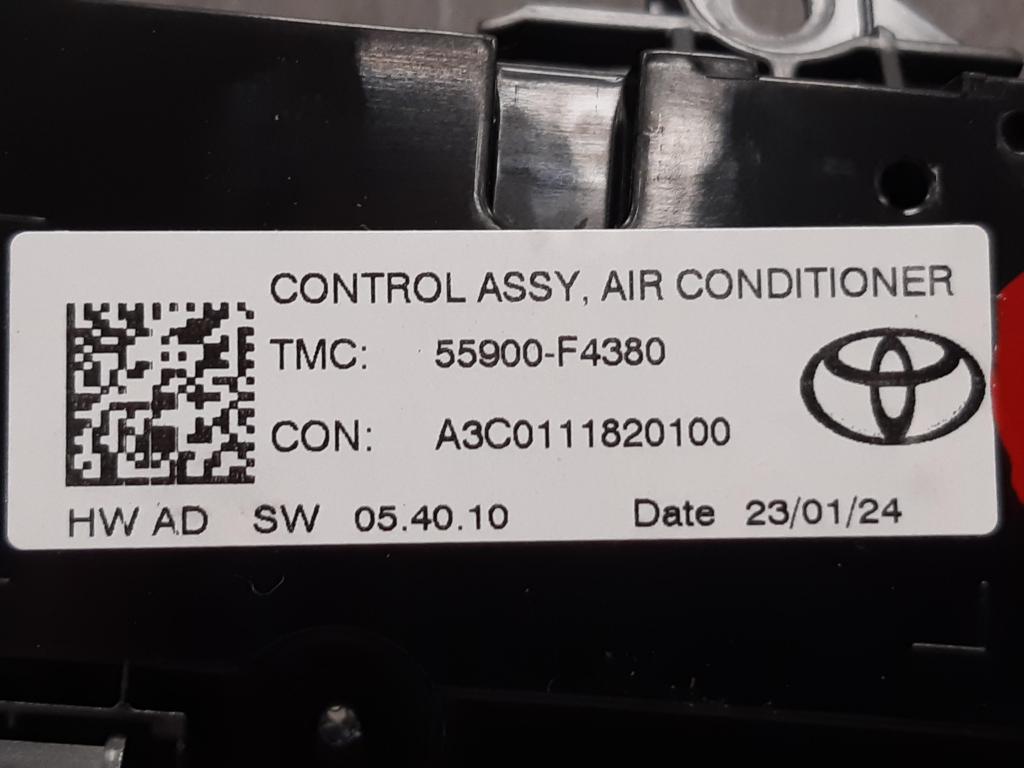 CONTROL ASSY, AIR CONDITIONER
TMC: 55900-F4380
CON: A3C0111820100
HW AD SW 05.40.10 Date 23/01/24